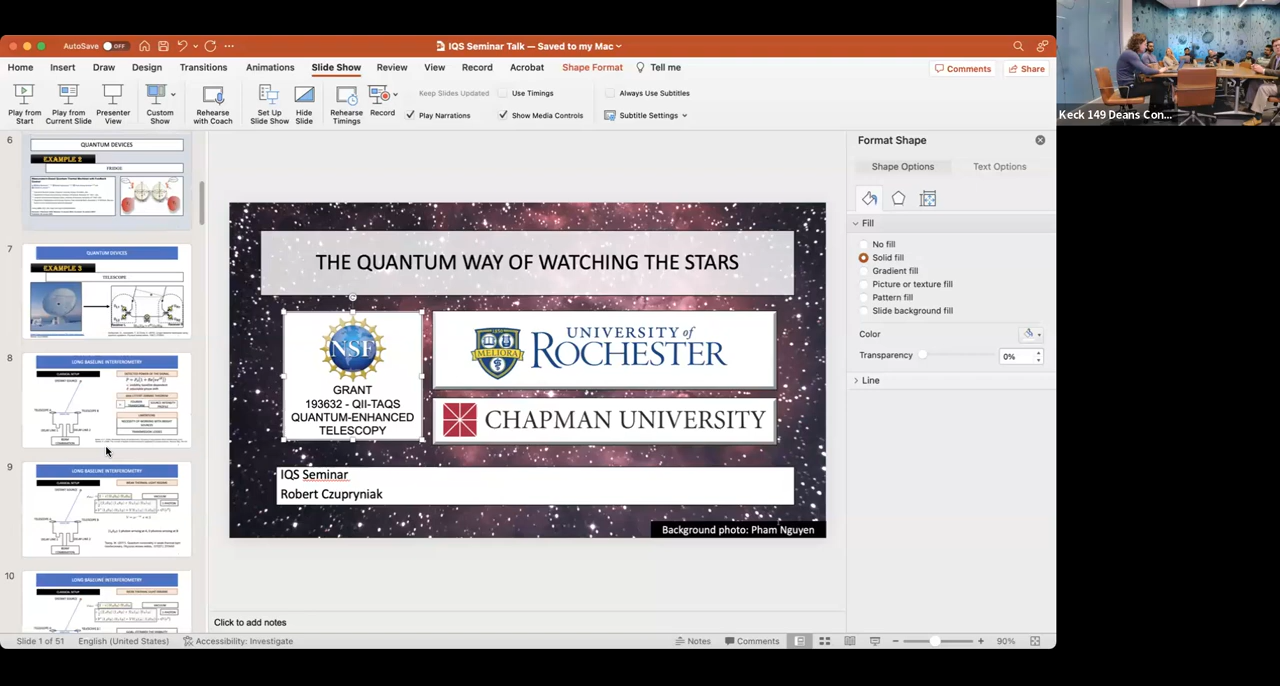 AutoSave OFF
IQS Seminar Talk — Saved to my Mac
Home Insert Draw Design Transitions Animations Slide Show Review View Record Acrobat Shape Format Tell me
Comments Share
Play from Start
Play from Current Slide
Presenter View
Custom Show
Rehearse with Coach
Set Up Slide Show
Hide Slide
Rehearse Timings
Record
Keep Slides Updated
Use Timings
Play Narrations
Show Media Controls
Always Use Subtitles
Subtitle Settings
Keck 149 Deans Con...
6
QUANTUM DEVICES
EXAMPLE 2
FRIDGE
7
QUANTUM DEVICES
EXAMPLE 3
TELESCOPE
8
LONG BASELINE INTERFEROMETRY
CLASSICAL SETUP
9
LONG BASELINE INTERFEROMETRY
CLASSICAL SETUP
10
LONG BASELINE INTERFEROMETRY
CLASSICAL SETUP
THE QUANTUM WAY OF WATCHING THE STARS
NSF
GRANT
193632 - QII-TAQS
QUANTUM-ENHANCED
TELESCOPY
MELIORA
UNIVERSITY of
ROCHESTER
CHAPMAN UNIVERSITY
IQS Seminar
Robert Czupryniak
Background photo: Pham Nguyen
Click to add notes
Format Shape
Shape Options Text Options
Fill
No fill
Solid fill
Gradient fill
Picture or texture fill
Pattern fill
Slide background fill
Color
Transparency 0%
Line
Slide 1 of 51 English (United States) Accessibility: Investigate
Notes Comments 90%